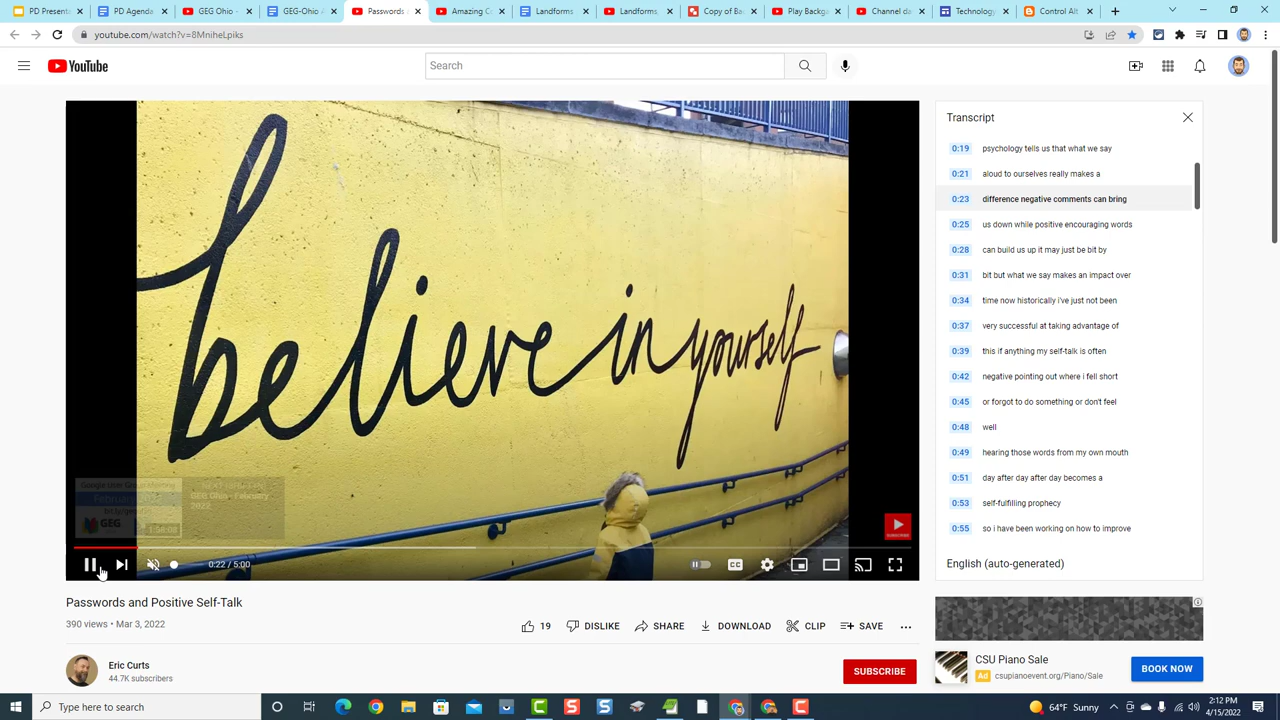 PD Presenta
PD Agenda
GEG Ohio -
GEG-Ohio -
Passwords
Amazing C
Landforms
Landforms
Copy of Ba
Play Backg
Channel da
Technology
Control Alt
youtube.com/watch?v=8MniheLpiks
YouTube
Search
believe in yourself
GEG Ohio - February
2022
GEG
SUBSCRIBE
0:22 / 5:00
CC
Passwords and Positive Self-Talk
390 views • Mar 3, 2022
19
DISLIKE
SHARE
DOWNLOAD
CLIP
SAVE
...
Eric Curts
44.7K subscribers
SUBSCRIBE
Transcript
0:19 psychology tells us that what we say
0:21 aloud to ourselves really makes a
0:23 difference negative comments can bring
0:25 us down while positive encouraging words
0:28 can build us up it may just be bit by
0:31 bit but what we say makes an impact over
0:34 time now historically i've just not been
0:37 very successful at taking advantage of
0:39 this if anything my self-talk is often
0:42 negative pointing out where i fell short
0:45 or forgot to do something or don't feel
0:48 well
0:49 hearing those words from my own mouth
0:51 day after day after day becomes a
0:53 self-fulfilling prophecy
0:55 so i have been working on how to improve
English (auto-generated)
CSU Piano Sale
Ad csupianoevent.org/Piano/Sale
BOOK NOW
Type here to search
64°F Sunny
2:12 PM
4/15/2022